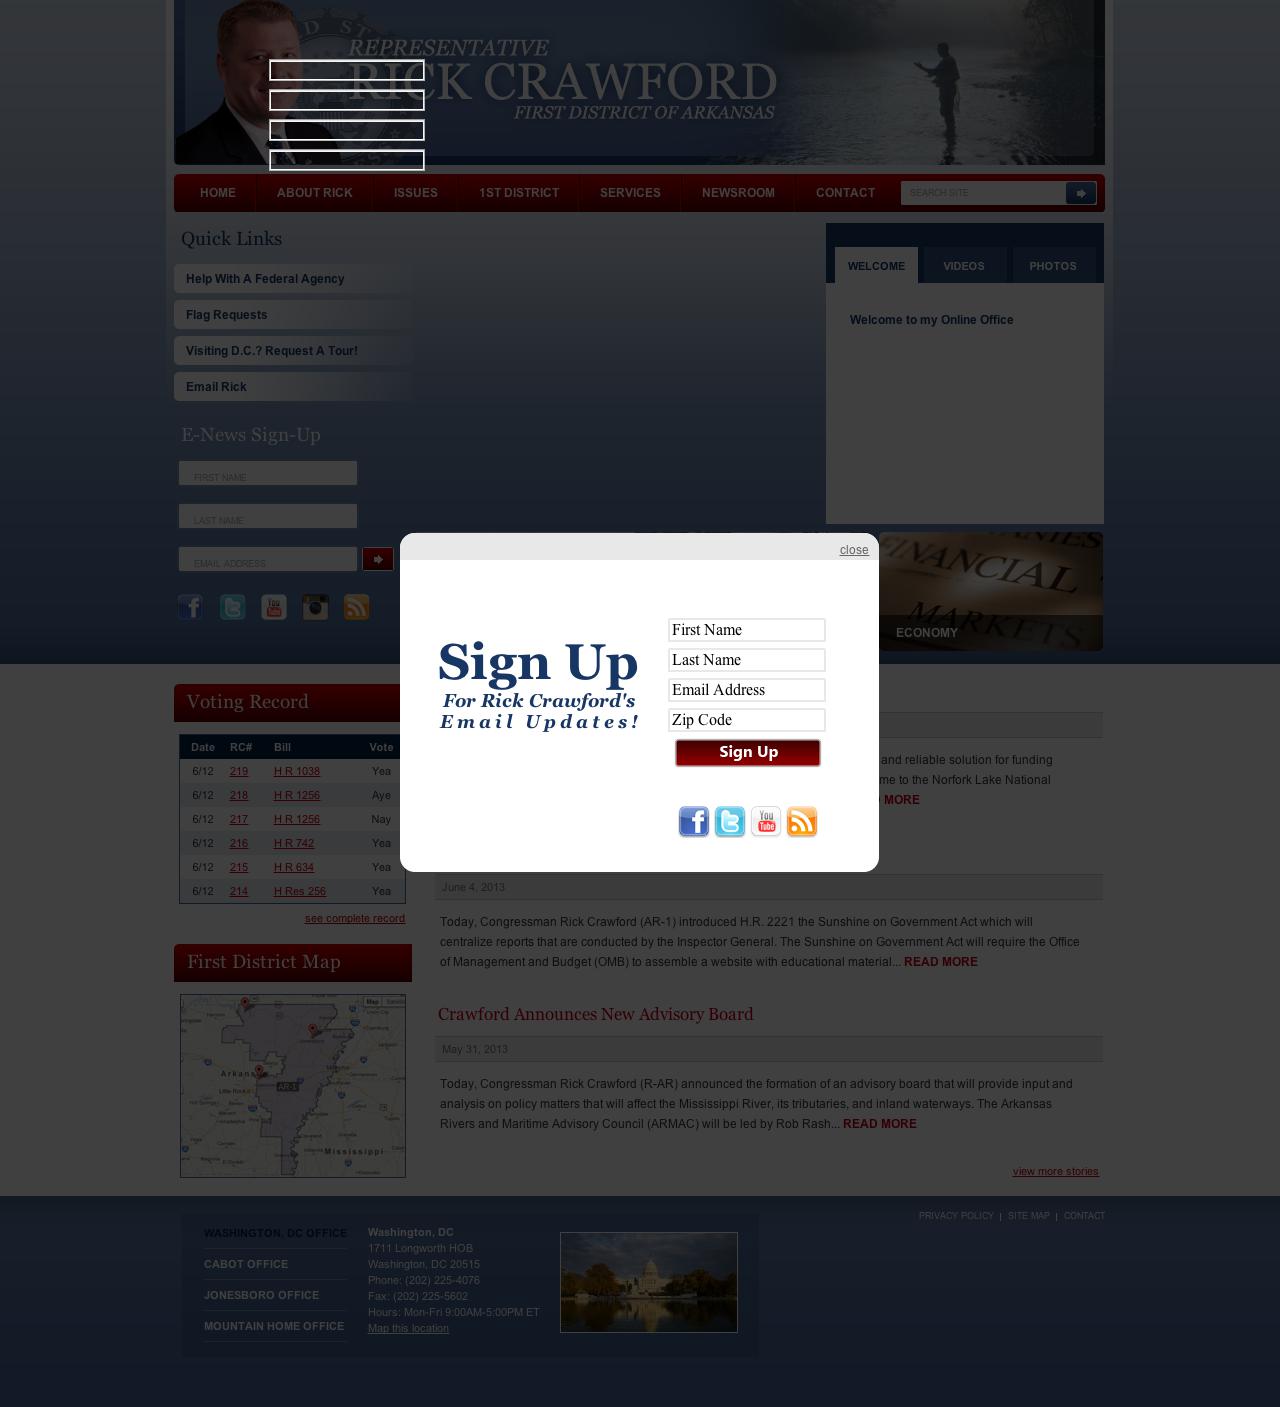 REPRESENTATIVE
RICK CRAWFORD
FIRST DISTRICT OF ARKANSAS
HOME
ABOUT RICK
ISSUES
1ST DISTRICT
SERVICES
NEWSROOM
CONTACT
SEARCH SITE
Quick Links
Help With A Federal Agency
Flag Requests
Visiting D.C.? Request A Tour!
Email Rick
E-News Sign-Up
FIRST NAME
LAST NAME
EMAIL ADDRESS
WELCOME
VIDEOS
PHOTOS
Welcome to my Online Office
FINANCIAL
MARKETS
ECONOMY
close
Sign Up
For Rick Crawford's
Email Updates!
First Name
Last Name
Email Address
Zip Code
Sign Up
You
Tube
Voting Record
Date RC# Bill Vote
6/12 219 H R 1038 Yea
6/12 218 H R 1256 Aye
6/12 217 H R 1256 Nay
6/12 216 H R 742 Yea
6/12 215 H R 634 Yea
6/12 214 H Res 256 Yea
see complete record
and reliable solution for funding
me to the Norfork Lake National
MORE
June 4, 2013
Today, Congressman Rick Crawford (AR-1) introduced H.R. 2221 the Sunshine on Government Act which will
centralize reports that are conducted by the Inspector General. The Sunshine on Government Act will require the Office
of Management and Budget (OMB) to assemble a website with educational material... READ MORE
First District Map
Map
Arkansas
AR-1
Mississippi
Crawford Announces New Advisory Board
May 31, 2013
Today, Congressman Rick Crawford (R-AR) announced the formation of an advisory board that will provide input and
analysis on policy matters that will affect the Mississippi River, its tributaries, and inland waterways. The Arkansas
Rivers and Maritime Advisory Council (ARMAC) will be led by Rob Rash... READ MORE
view more stories
PRIVACY POLICY | SITE MAP | CONTACT
WASHINGTON, DC OFFICE
CABOT OFFICE
JONESBORO OFFICE
MOUNTAIN HOME OFFICE
Washington, DC
1711 Longworth HOB
Washington, DC 20515
Phone: (202) 225-4076
Fax: (202) 225-5602
Hours: Mon-Fri 9:00AM-5:00PM ET
Map this location